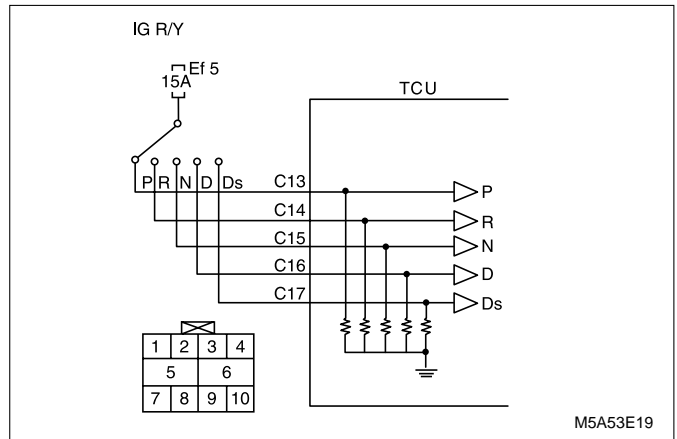 IG R/Y
Ef 5
15A
TCU
P R N D Ds
C13
P
C14
R
C15
N
C16
D
C17
Ds
1 2 3 4
5 6
7 8 9 10
M5A53E19